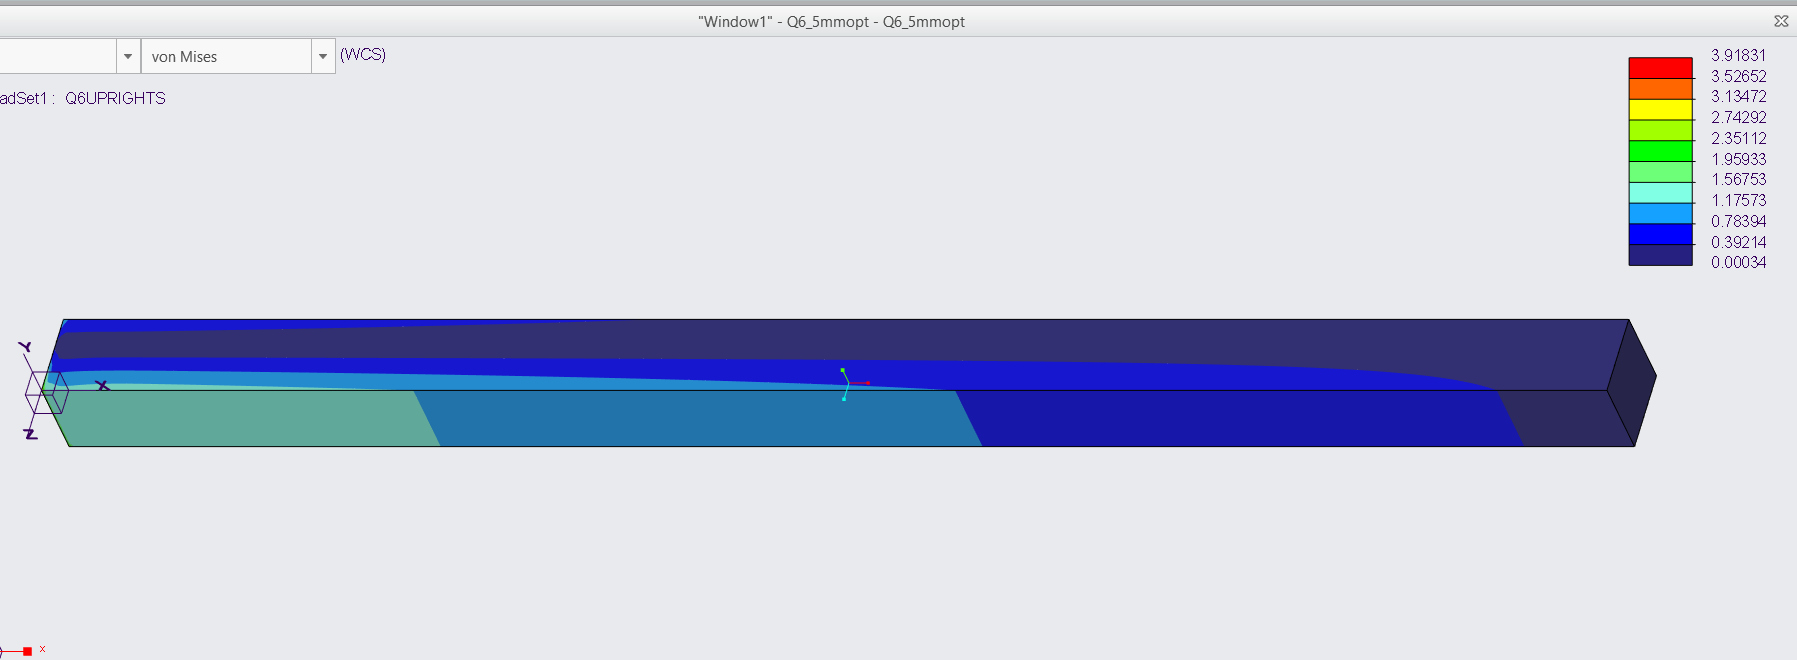 "Window1" - Q6_5mmopt - Q6_5mmopt
von Mises
(WCS)
adSet1 : Q6UPRIGHTS
3.91831
3.52652
3.13472
2.74292
2.35112
1.95933
1.56753
1.17573
0.78394
0.39214
0.00034
Y
X
Z
x